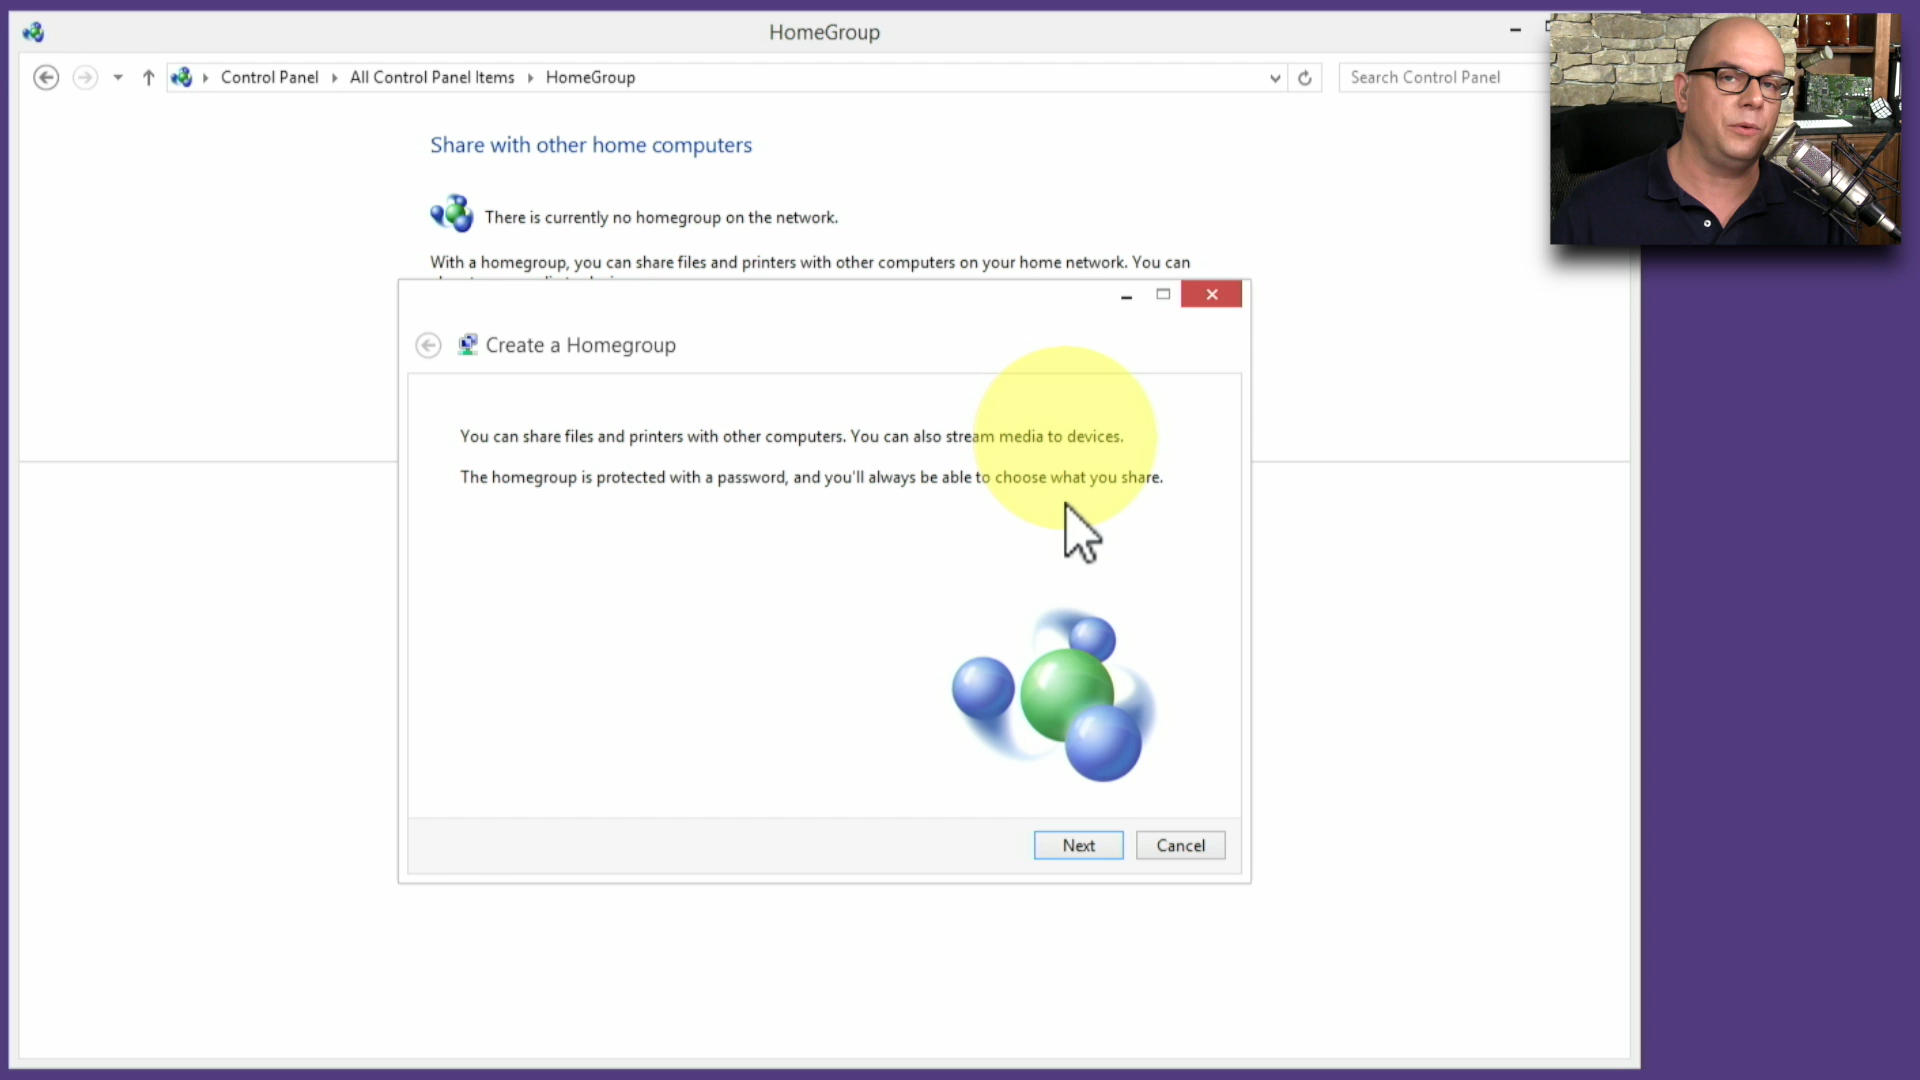 HomeGroup
Control Panel All Control Panel Items HomeGroup
Search Control Panel
Share with other home computers
There is currently no homegroup on the network.
With a homegroup, you can share files and printers with other computers on your home network. You can
Create a Homegroup
You can share files and printers with other computers. You can also stream media to devices.
The homegroup is protected with a password, and you'll always be able to choose what you share.
Next Cancel